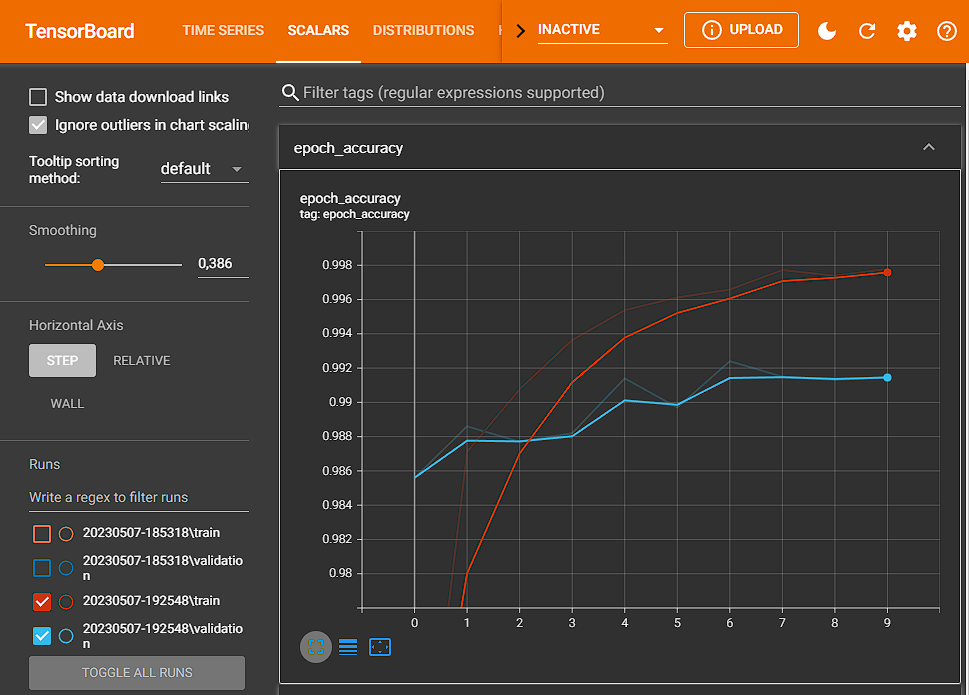 TensorBoard
TIME SERIES
SCALARS
DISTRIBUTIONS
INACTIVE
UPLOAD
Show data download links
Ignore outliers in chart scalin
Tooltip sorting
method:
default
Smoothing
0,386
Horizontal Axis
STEP
RELATIVE
WALL
Runs
Write a regex to filter runs
20230507-185318\train
20230507-185318\validatio
n
20230507-192548\train
20230507-192548\validatio
n
TOGGLE ALL RUNS
Filter tags (regular expressions supported)
epoch_accuracy
epoch_accuracy
tag: epoch_accuracy
0.998
0.996
0.994
0.992
0.99
0.988
0.986
0.984
0.982
0.98
0 1 2 3 4 5 6 7 8 9